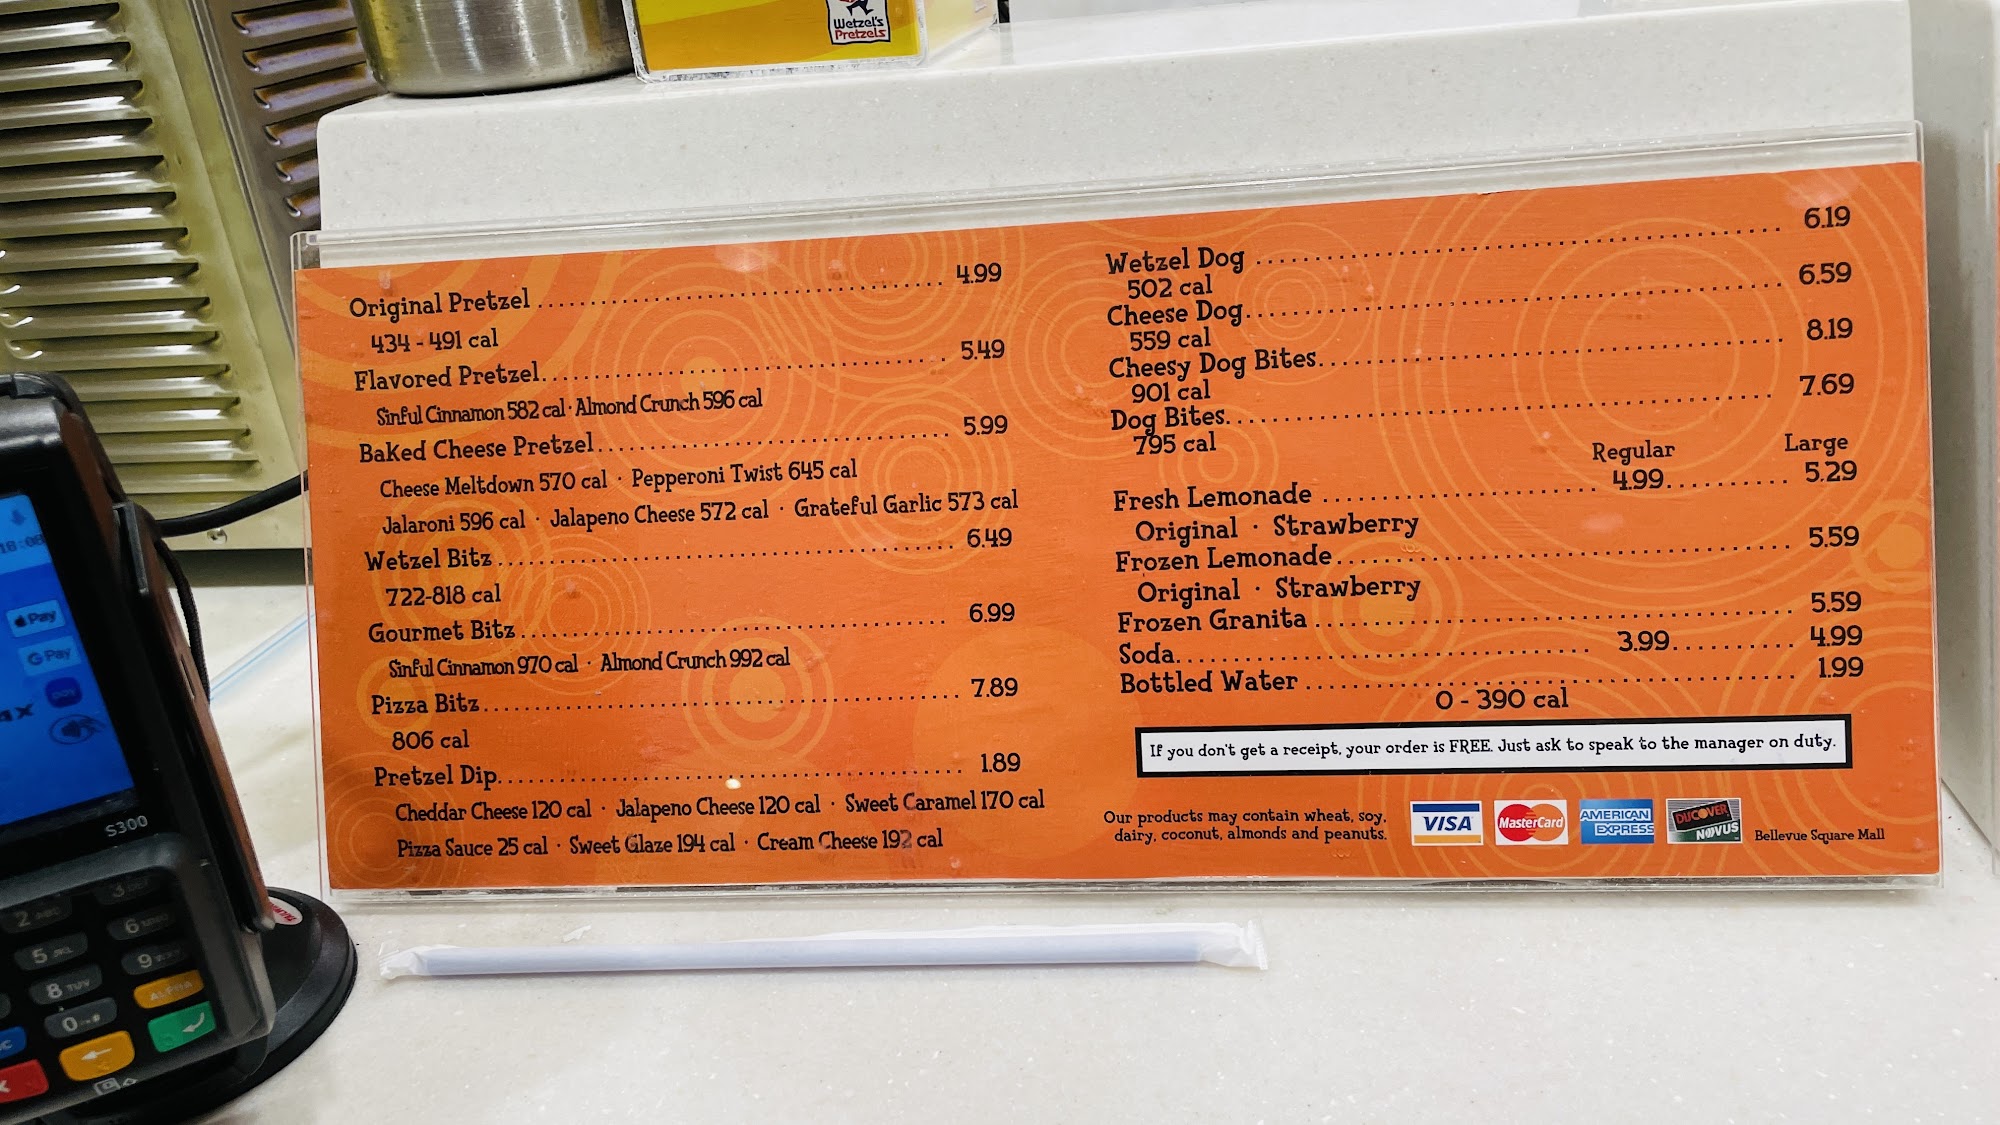 Wetzel's
Pretzels
Original Pretzel 4.99
434 - 491 cal
Flavored Pretzel 5.49
Sinful Cinnamon 582 cal · Almond Crunch 596 cal
Baked Cheese Pretzel 5.99
Cheese Meltdown 570 cal · Pepperoni Twist 645 cal
Jalaroni 596 cal · Jalapeno Cheese 572 cal · Grateful Garlic 573 cal
Wetzel Bitz 6.49
722-818 cal
Gourmet Bitz 6.99
Sinful Cinnamon 970 cal · Almond Crunch 992 cal
Pizza Bitz 7.89
806 cal
Pretzel Dip 1.89
Cheddar Cheese 120 cal · Jalapeno Cheese 120 cal · Sweet Caramel 170 cal
Pizza Sauce 25 cal · Sweet Glaze 194 cal · Cream Cheese 192 cal
Wetzel Dog 6.19
502 cal
Cheese Dog 6.59
559 cal
Cheesy Dog Bites 8.19
901 cal
Dog Bites 7.69
795 cal
Regular Large
Fresh Lemonade 4.99 5.29
Original · Strawberry
Frozen Lemonade 5.59
Original · Strawberry
Frozen Granita 5.59
Soda 3.99 4.99
Bottled Water 1.99
0 - 390 cal
If you don't get a receipt, your order is FREE. Just ask to speak to the manager on duty.
Our products may contain wheat, soy,
dairy, coconut, almonds and peanuts.
VISA
MasterCard
AMERICAN
EXPRESS
DISCOVER
NOVUS
Bellevue Square Mall
Pay
G Pay
S300
2
5
6
8 TUV
9
0
ALPHA